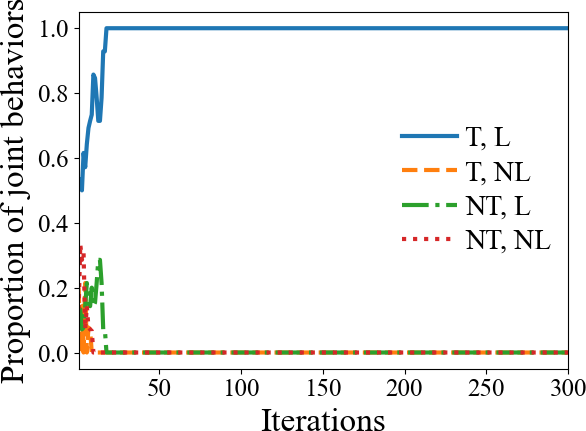 Proportion of joint behaviors
1.0
0.8
0.6
0.4
0.2
0.0
T, L
T, NL
NT, L
NT, NL
50 100 150 200 250 300
Iterations